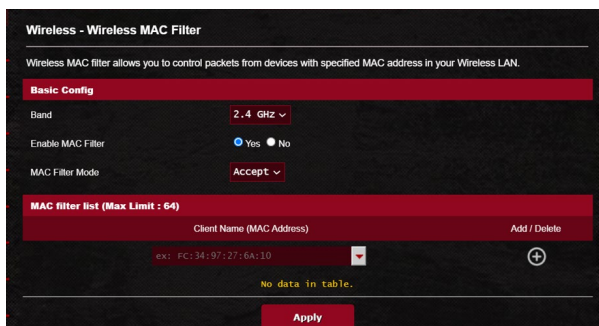 Wireless - Wireless MAC Filter
Wireless MAC filter allows you to control packets from devices with specified MAC address in your Wireless LAN.
Basic Config
Band 2.4 GHz
Enable MAC Filter Yes No
MAC Filter Mode Accept
MAC filter list (Max Limit : 64)
Client Name (MAC Address) Add / Delete
ex: FC:34:97:27:6A:10
No data in table.
Apply